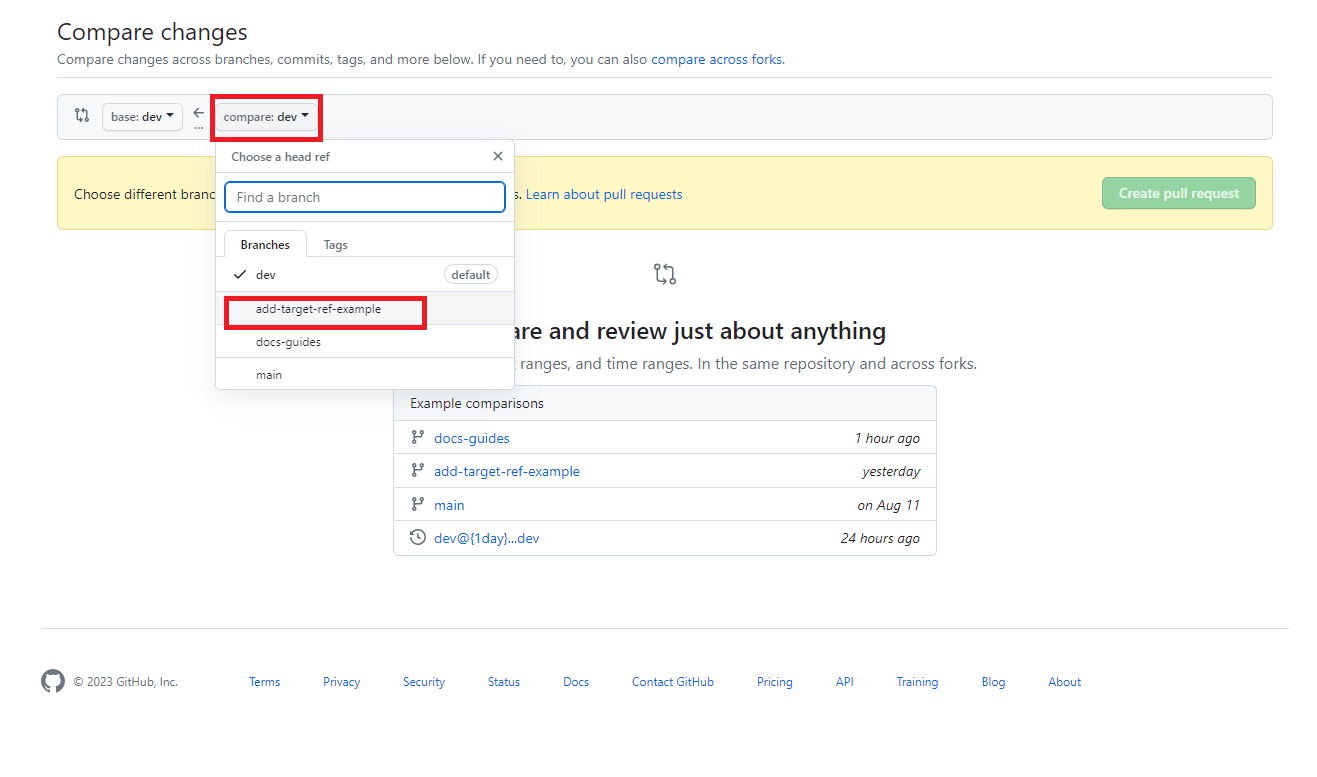 Compare changes
Compare changes across branches, commits, tags, and more below. If you need to, you can also compare across forks.
base: dev
...
compare: dev
Choose a head ref
Find a branch
Choose different branc s. Learn about pull requests
Create pull request
Branches Tags
dev default
add-target-ref-example
docs-guides
main
are and review just about anything
ranges, and time ranges. In the same repository and across forks.
Example comparisons
docs-guides 1 hour ago
add-target-ref-example yesterday
main on Aug 11
dev@{1day}...dev 24 hours ago
© 2023 GitHub, Inc. Terms Privacy Security Status Docs Contact GitHub Pricing API Training Blog About